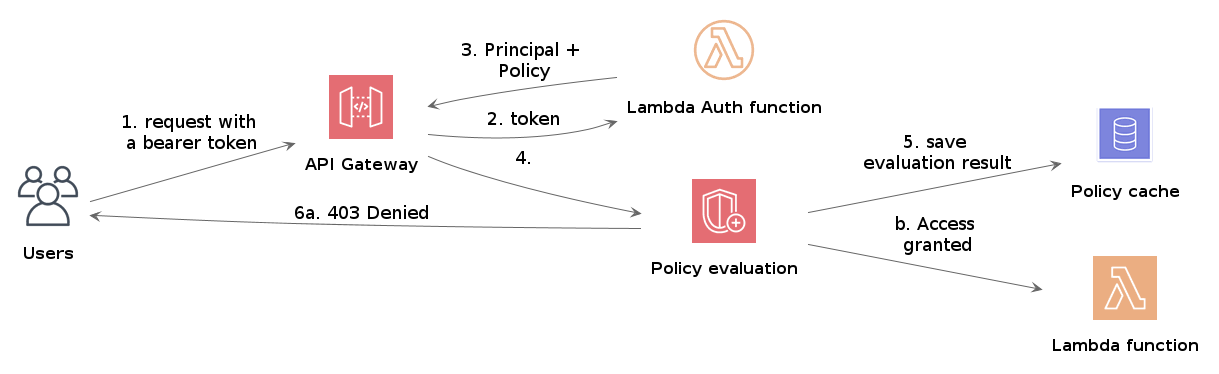 3. Principal +
Policy
Lambda Auth function
1. request with
a bearer token
2. token
API Gateway
4.
5. save
evaluation result
Policy cache
6a. 403 Denied
Users
Policy evaluation
b. Access
granted
Lambda function